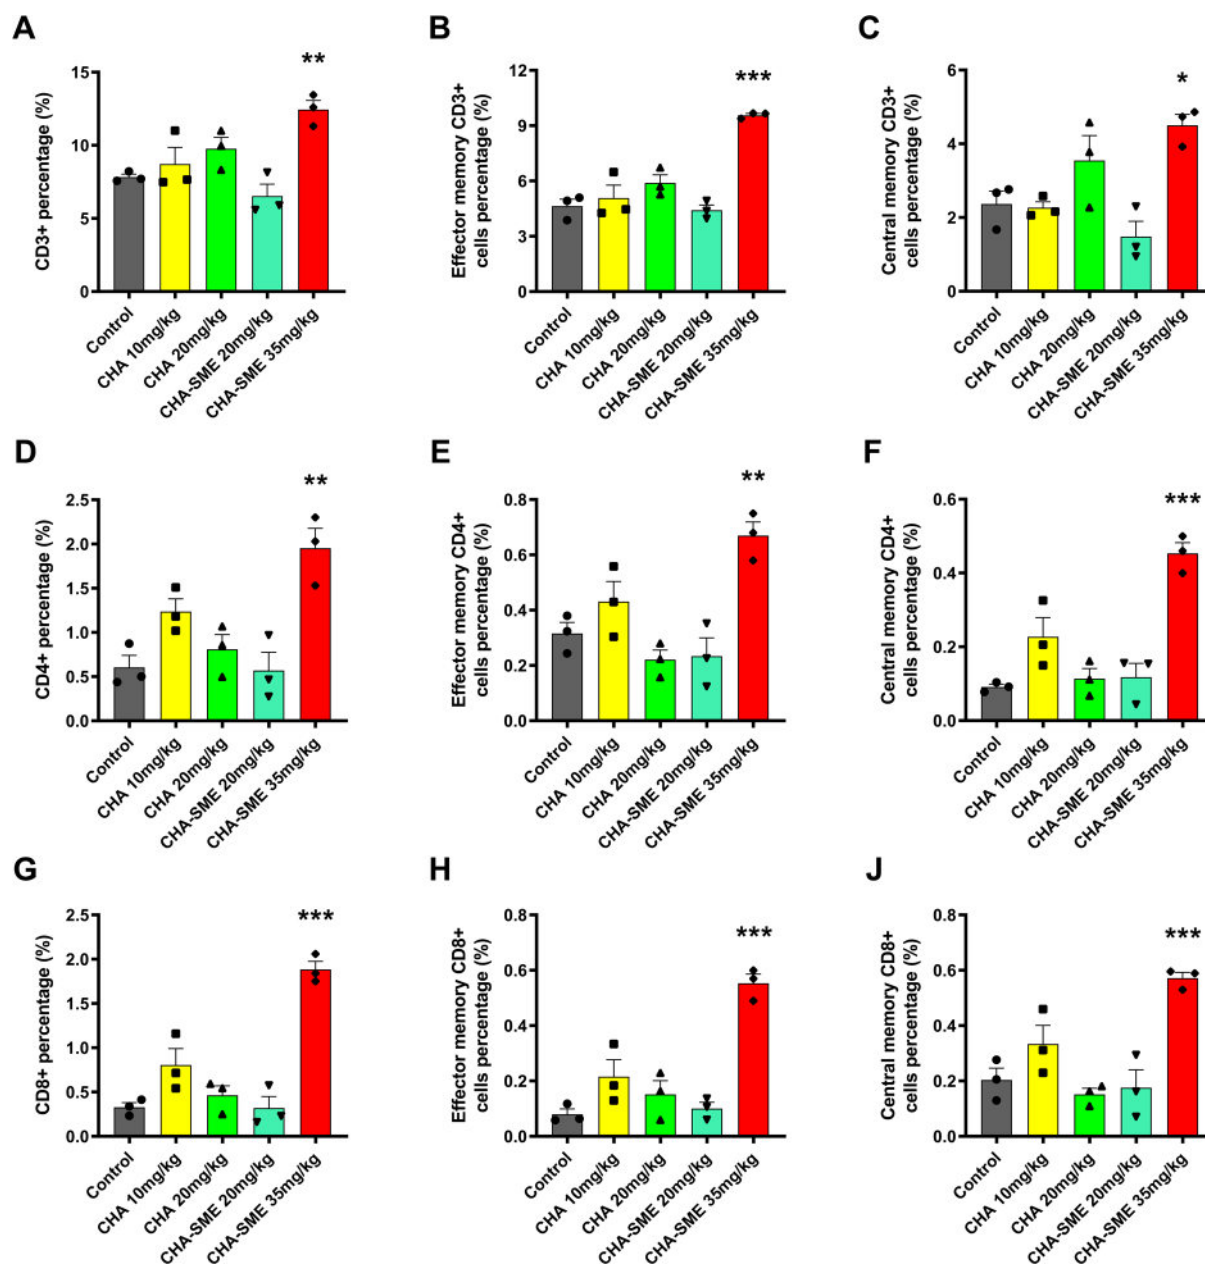 A
B
C
**
***
*
CD3+ percentage (%)
15
10
5
0
Control
CHA 10mg/kg
CHA 20mg/kg
CHA-SME 20mg/kg
CHA-SME 35mg/kg
Effector memory CD3+
cells percentage (%)
12
9
6
3
0
Control
CHA 10mg/kg
CHA 20mg/kg
CHA-SME 20mg/kg
CHA-SME 35mg/kg
Central memory CD3+
cells percentage (%)
6
4
2
0
Control
CHA 10mg/kg
CHA 20mg/kg
CHA-SME 20mg/kg
CHA-SME 35mg/kg
D
E
F
**
**
***
CD4+ percentage (%)
2.5
2.0
1.5
1.0
0.5
0.0
Control
CHA 10mg/kg
CHA 20mg/kg
CHA-SME 20mg/kg
CHA-SME 35mg/kg
Effector memory CD4+
cells percentage (%)
0.8
0.6
0.4
0.2
0.0
Control
CHA 10mg/kg
CHA 20mg/kg
CHA-SME 20mg/kg
CHA-SME 35mg/kg
Central memory CD4+
cells percentage (%)
0.6
0.4
0.2
0.0
Control
CHA 10mg/kg
CHA 20mg/kg
CHA-SME 20mg/kg
CHA-SME 35mg/kg
G
H
J
***
***
***
CD8+ percentage (%)
2.5
2.0
1.5
1.0
0.5
0.0
Control
CHA 10mg/kg
CHA 20mg/kg
CHA-SME 20mg/kg
CHA-SME 35mg/kg
Effector memory CD8+
cells percentage (%)
0.8
0.6
0.4
0.2
0.0
Control
CHA 10mg/kg
CHA 20mg/kg
CHA-SME 20mg/kg
CHA-SME 35mg/kg
Central memory CD8+
cells percentage (%)
0.8
0.6
0.4
0.2
0.0
Control
CHA 10mg/kg
CHA 20mg/kg
CHA-SME 20mg/kg
CHA-SME 35mg/kg